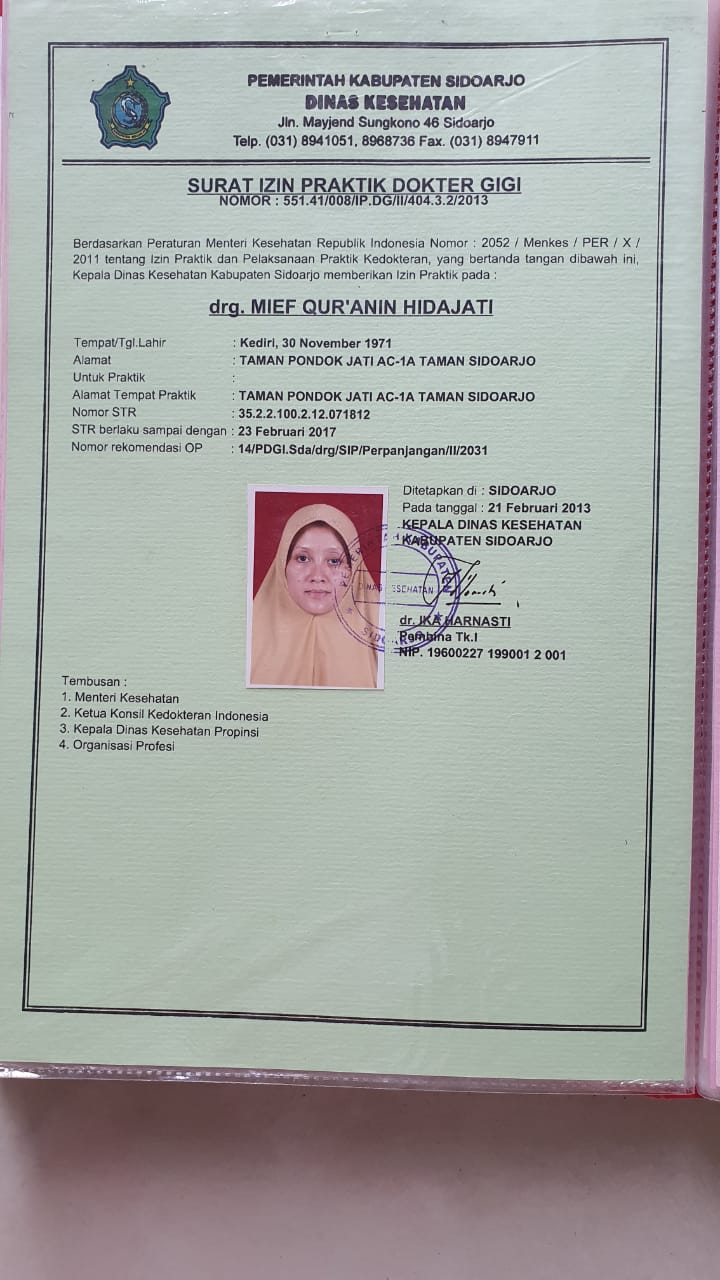 PEMERINTAH KABUPATEN SIDOARJO
DINAS KESEHATAN
Jln. Mayjend Sungkono 46 Sidoarjo
Telp. (031) 8941051, 8968736 Fax. (031) 8947911
SURAT IZIN PRAKTIK DOKTER GIGI
NOMOR : 551.41/008/IP.DG/II/404.3.2/2013
Berdasarkan Peraturan Menteri Kesehatan Republik Indonesia Nomor : 2052 / Menkes / PER / X /
2011 tentang Izin Praktik dan Pelaksanaan Praktik Kedokteran, yang bertanda tangan dibawah ini,
Kepala Dinas Kesehatan Kabupaten Sidoarjo memberikan Izin Praktik pada :
drg. MIEF QUR'ANIN HIDAJATI
Tempat/Tgl.Lahir : Kediri, 30 November 1971
Alamat : TAMAN PONDOK JATI AC-1A TAMAN SIDOARJO
Untuk Praktik :
Alamat Tempat Praktik : TAMAN PONDOK JATI AC-1A TAMAN SIDOARJO
Nomor STR : 35.2.2.100.2.12.071812
STR berlaku sampai dengan : 23 Februari 2017
Nomor rekomendasi OP : 14/PDGI.Sda/drg/SIP/Perpanjangan/II/2031
Ditetapkan di : SIDOARJO
Pada tanggal : 21 Februari 2013
KEPALA DINAS KESEHATAN
KABUPATEN SIDOARJO
PEMERINTAH KABUPATEN
DINAS KESEHATAN
SIDOARJO
dr. IKA HARNASTI
Pembina Tk.I
NIP. 19600227 199001 2 001
Tembusan :
1. Menteri Kesehatan
2. Ketua Konsil Kedokteran Indonesia
3. Kepala Dinas Kesehatan Propinsi
4. Organisasi Profesi